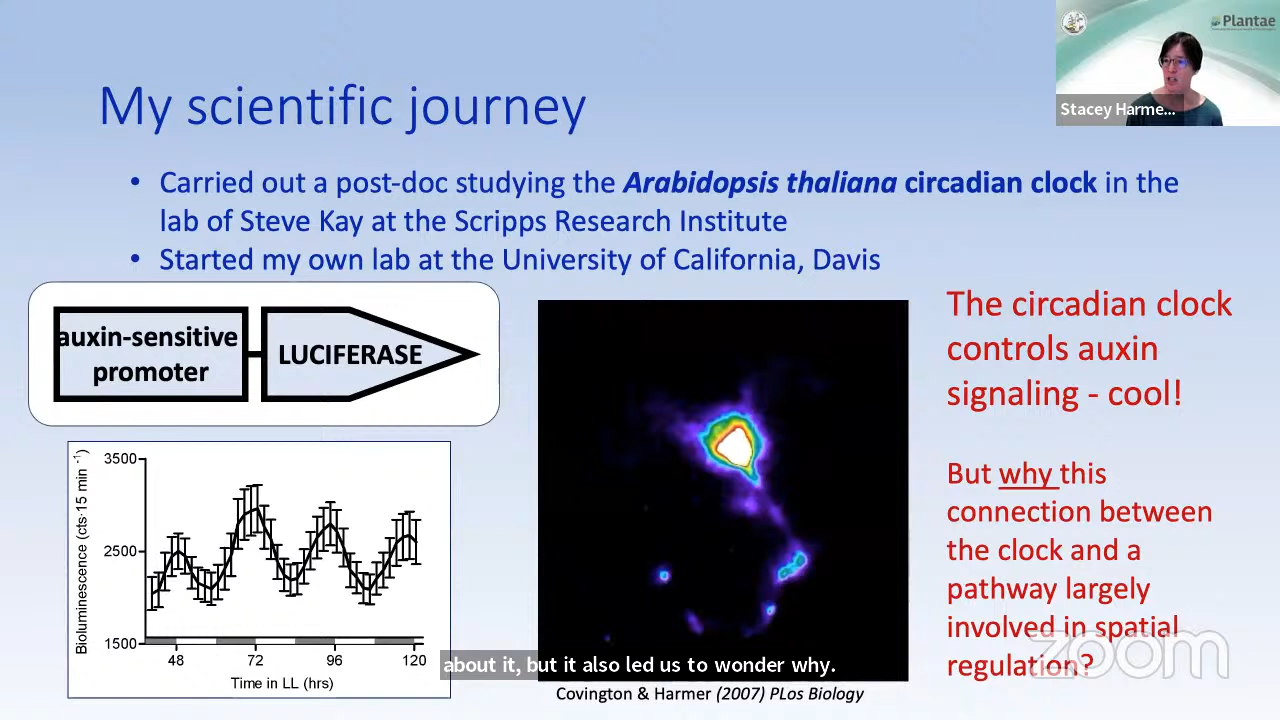 Plantae
Stacey Harme...
My scientific journey
• Carried out a post-doc studying the Arabidopsis thaliana circadian clock in the
lab of Steve Kay at the Scripps Research Institute
• Started my own lab at the University of California, Davis
auxin-sensitive
promoter
LUCIFERASE
The circadian clock
controls auxin
signaling - cool!
But why this
connection between
the clock and a
pathway largely
involved in spatial
regulation?
Bioluminescence (cts·15 min -1)
3500
2500
1500
48 72 96 120
Time in LL (hrs)
about it, but it also led us to wonder why.
Covington & Harmer (2007) PLos Biology
zoom